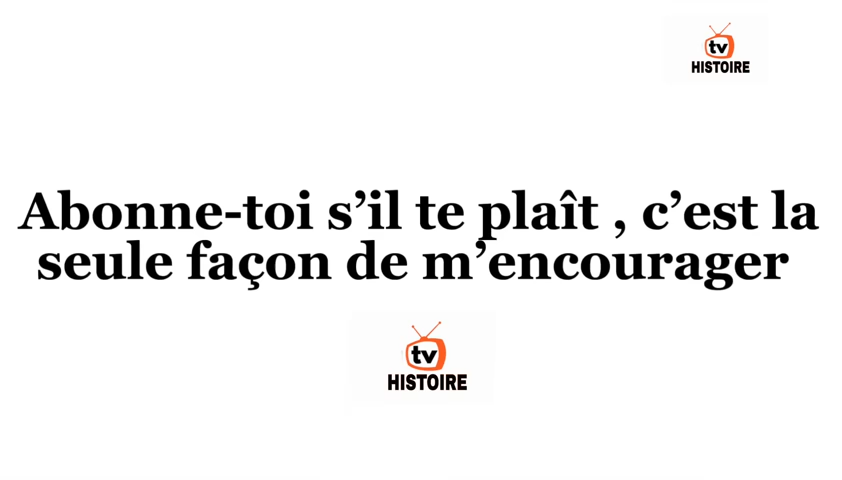 tv
HISTOIRE
Abonne-toi s’il te plaît , c’est la
seule façon de m’encourager
tv
HISTOIRE